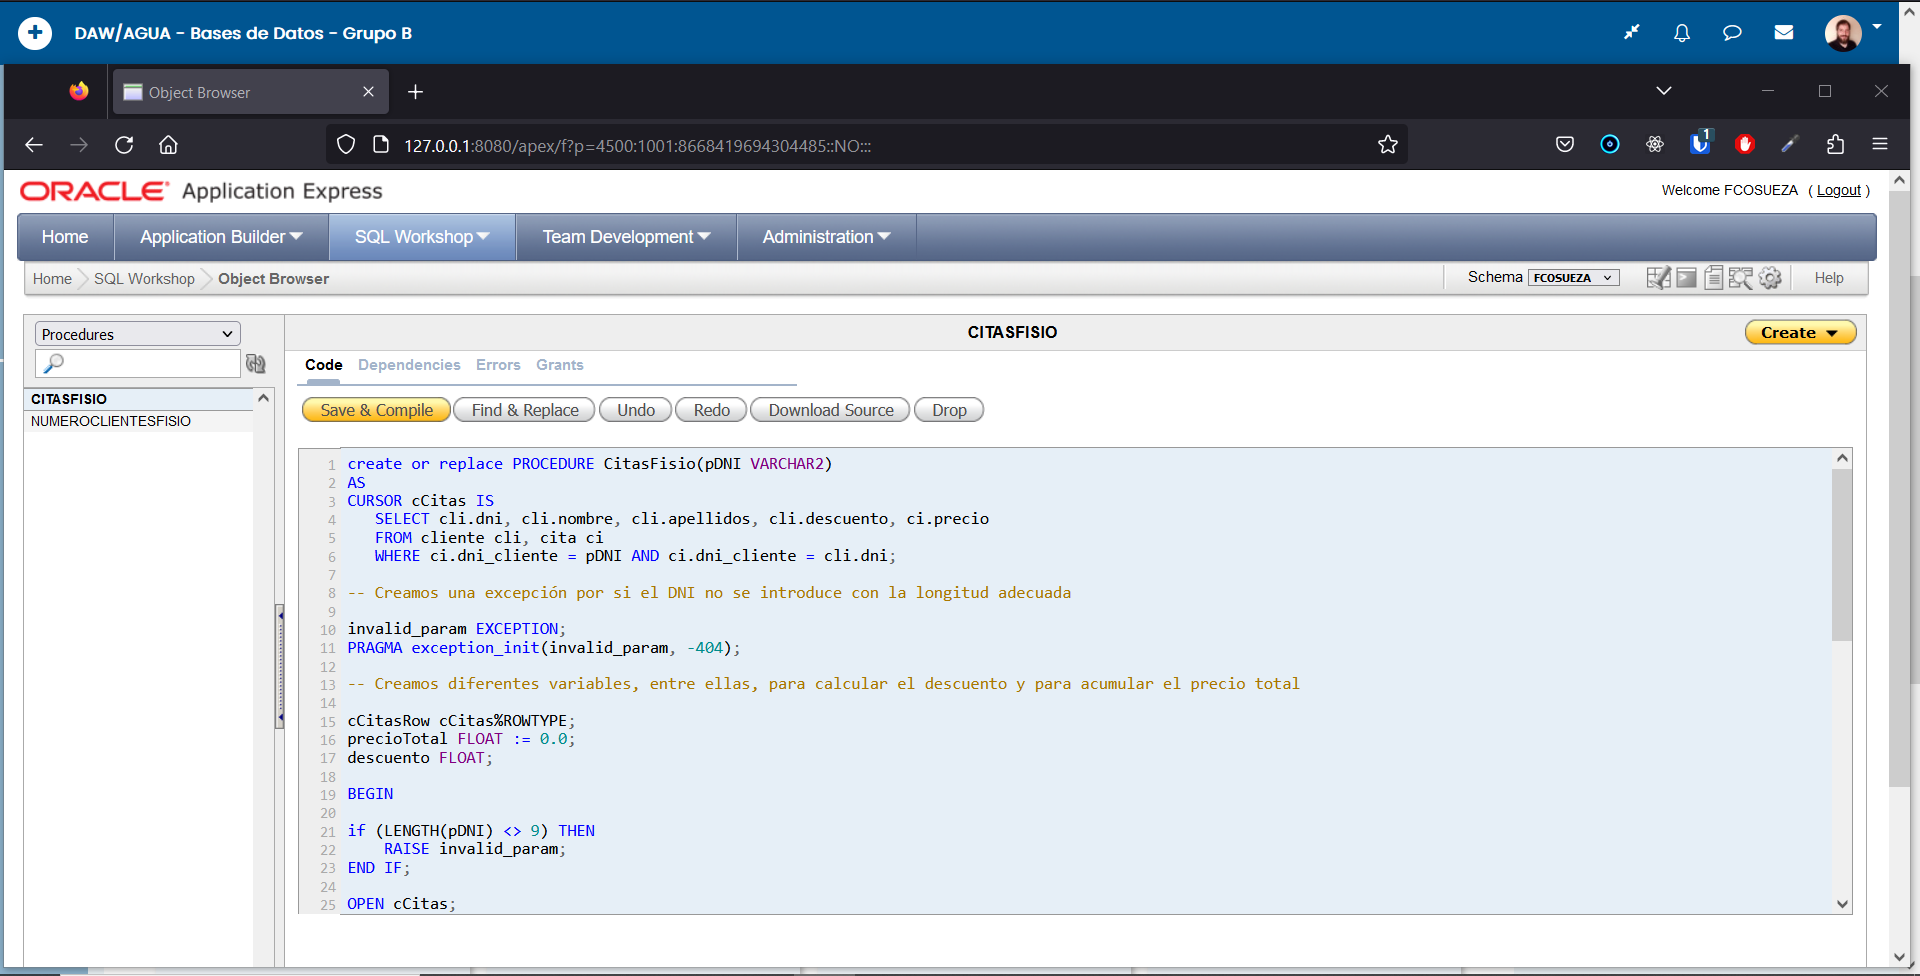 DAW/AGUA - Bases de Datos - Grupo B
Object Browser
127.0.0.1:8080/apex/f?p=4500:1001:8668419694304485::NO:::
1
ORACLE Application Express
Welcome FCOSUEZA ( Logout )
Home Application Builder SQL Workshop Team Development Administration
Home SQL Workshop Object Browser Schema FCOSUEZA Help
Procedures
CITASFISIO
NUMEROCLIENTESFISIO
CITASFISIO
Create
Code Dependencies Errors Grants
Save & Compile Find & Replace Undo Redo Download Source Drop
1 create or replace PROCEDURE CitasFisio(pDNI VARCHAR2)
2 AS
3 CURSOR cCitas IS
4 SELECT cli.dni, cli.nombre, cli.apellidos, cli.descuento, ci.precio
5 FROM cliente cli, cita ci
6 WHERE ci.dni_cliente = pDNI AND ci.dni_cliente = cli.dni;
7
8 -- Creamos una excepción por si el DNI no se introduce con la longitud adecuada
9
10 invalid_param EXCEPTION;
11 PRAGMA exception_init(invalid_param, -404);
12
13 -- Creamos diferentes variables, entre ellas, para calcular el descuento y para acumular el precio total
14
15 cCitasRow cCitas%ROWTYPE;
16 precioTotal FLOAT := 0.0;
17 descuento FLOAT;
18
19 BEGIN
20
21 if (LENGTH(pDNI) <> 9) THEN
22 RAISE invalid_param;
23 END IF;
24
25 OPEN cCitas;